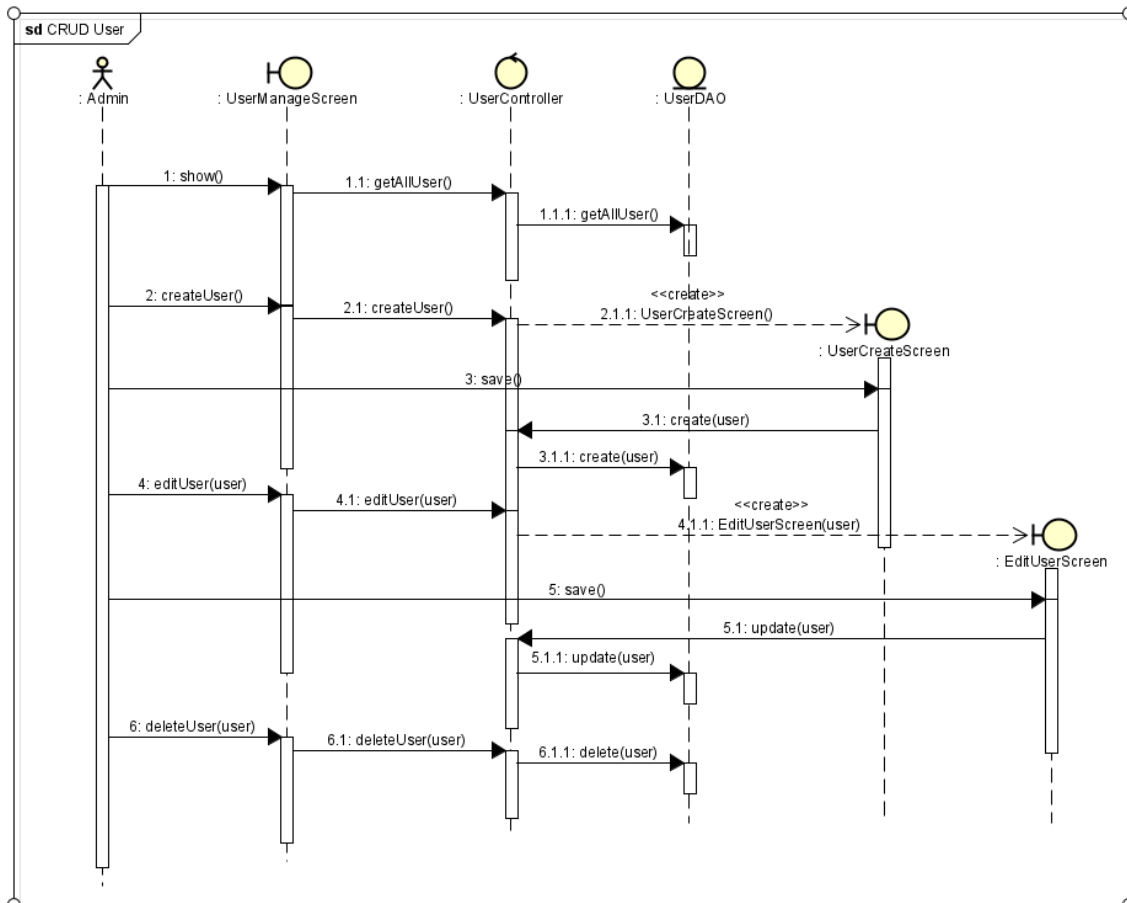 sd CRUD User
: Admin
: UserManageScreen
: UserController
: UserDAO
1: show()
1.1: getAllUser()
1.1.1: getAllUser()
2: createUser()
2.1: createUser()
<<create>>
2.1.1: UserCreateScreen()
: UserCreateScreen
3: save()
3.1: create(user)
3.1.1: create(user)
4: editUser(user)
4.1: editUser(user)
<<create>>
4.1.1: EditUserScreen(user)
: EditUserScreen
5: save()
5.1: update(user)
5.1.1: update(user)
6: deleteUser(user)
6.1: deleteUser(user)
6.1.1: delete(user)